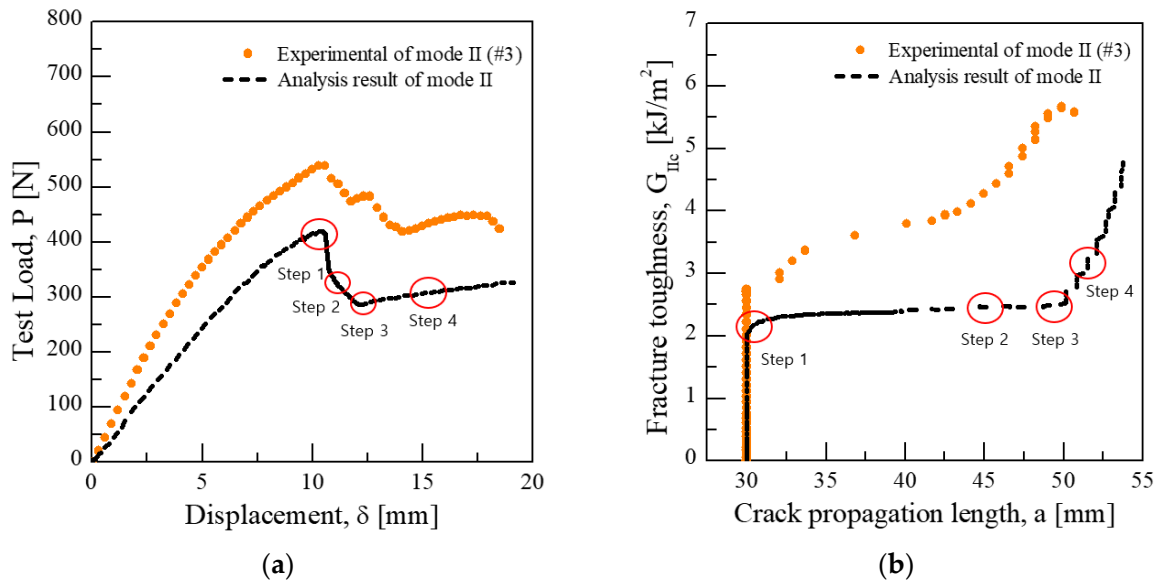 800
700
600
500
400
300
200
100
0
Test Load, P [N]
Experimental of mode II (#3)
Analysis result of mode II
Step 1
Step 2
Step 3
Step 4
0 5 10 15 20
Displacement, δ [mm]
(a)
7
6
5
4
3
2
1
0
Fracture toughness, G_IIc [kJ/m²]
Experimental of mode II (#3)
Analysis result of mode II
Step 1
Step 2
Step 3
Step 4
30 35 40 45 50 55
Crack propagation length, a [mm]
(b)